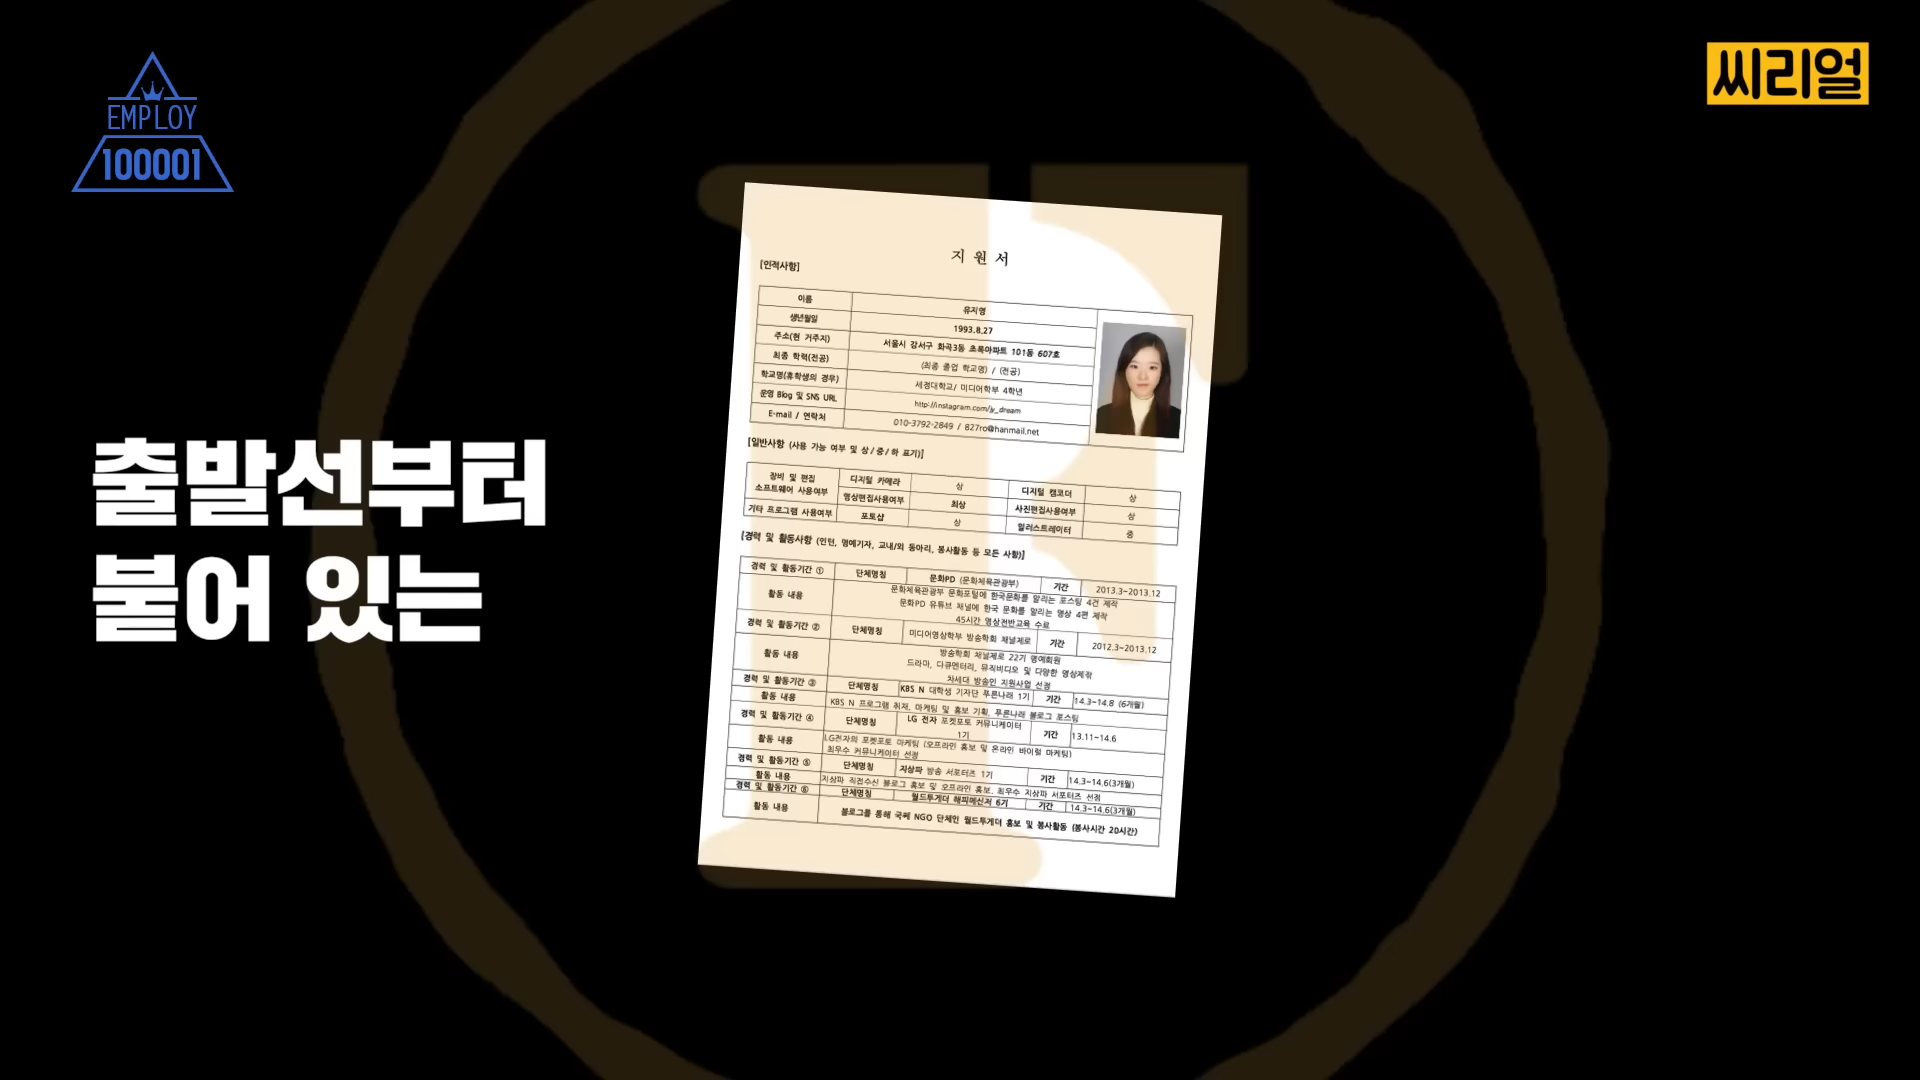 EMPLOY
100001
씨리얼
출발선부터
붙어 있는
지 원 서
[인적사항]
이름 유지영
생년월일 1993.8.27
주소(현 거주지) 서울시 강서구 화곡3동 초록아파트 101동 607호
최종 학력(전공) (최종 졸업 학교명) / (전공)
학교명(휴학생의 경우) 세경대학교/ 미디어학부 4학년
운영 Blog 및 SNS URL http://instagram.com/jy_dream
E-mail / 연락처 010-3792-2849 / 827ro@hanmail.net
[일반사항 (사용 가능 여부 및 상/중/하 표기)]
장비 및 편집 소프트웨어 사용여부 디지털 카메라 상 디지털 캠코더 상
영상편집사용여부 최상 사진편집사용여부 상
기타 프로그램 사용여부 포토샵 상 일러스트레이터 중
[경력 및 활동사항 (인턴, 명예기자, 교내/외 동아리, 봉사활동 등 모든 사항)]
경력 및 활동기간 ① 단체명칭 문화PD (문화체육관광부) 기간 2013.3~2013.12
활동 내용 문화체육관광부 문화포털에 한국문화를 알리는 포스팅 4건 제작
문화PD 유튜브 채널에 한국 문화를 알리는 영상 4편 제작
45시간 영상전반교육 수료
경력 및 활동기간 ② 단체명칭 미디어영상학부 방송학회 채널제로 기간 2012.3~2013.12
활동 내용 방송학회 채널제로 22기 명예회원
드라마, 다큐멘터리, 뮤직비디오 및 다양한 영상제작
차세대 방송인 지원사업 선정
경력 및 활동기간 ③ 단체명칭 KBS N 대학생 기자단 푸른나래 1기 기간 14.3~14.8 (6개월)
활동 내용 KBS N 프로그램 취재, 마케팅 및 홍보 기획, 푸른나래 블로그 포스팅
경력 및 활동기간 ④ 단체명칭 LG 전자 포켓포토 커뮤니케이터 1기 기간 13.11~14.6
활동 내용 LG전자의 포켓포토 마케팅 (오프라인 홍보 및 온라인 바이럴 마케팅)
최우수 커뮤니케이터 선정
경력 및 활동기간 ⑤ 단체명칭 지상파 방송 서포터즈 1기 기간 14.3~14.6(3개월)
활동 내용 지상파 직접수신 블로그 홍보 및 오프라인 홍보, 최우수 지상파 서포터즈 선정
경력 및 활동기간 ⑥ 단체명칭 월드투게더 해피메신저 6기 기간 14.3~14.6(3개월)
활동 내용 블로그를 통해 국제 NGO 단체인 월드투게더 홍보 및 봉사활동 (봉사시간 20시간)